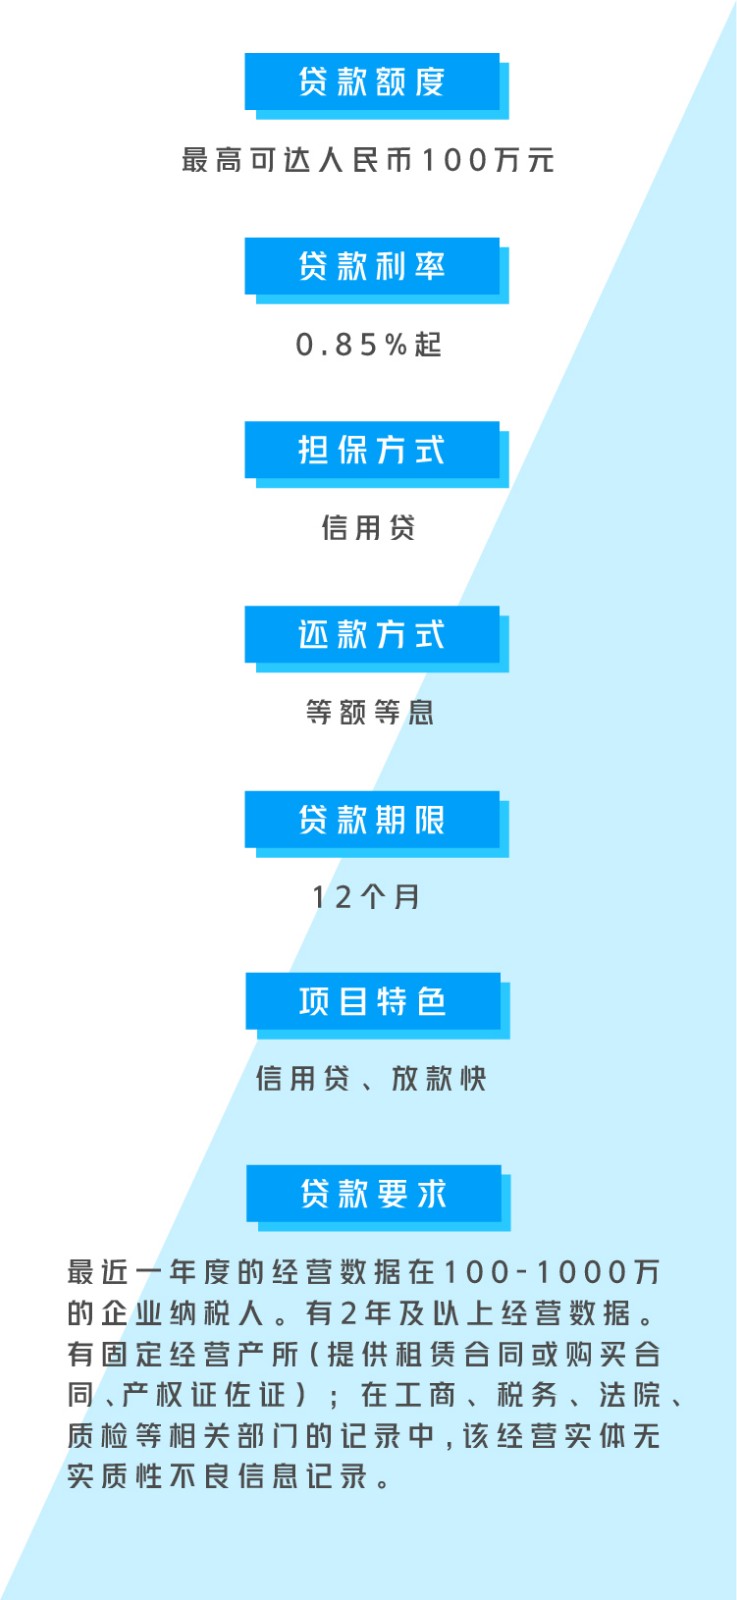 贷款额度
最高可达人民币100万元
贷款利率
0.85%起
担保方式
信用贷
还款方式
等额等息
贷款期限
12个月
项目特色
信用贷、放款快
贷款要求
最近一年度的经营数据在100-1000万
的企业纳税人。有2年及以上经营数据。
有固定经营产所(提供租赁合同或购买合
同、产权证佐证）；在工商、税务、法院、
质检等相关部门的记录中,该经营实体无
实质性不良信息记录。